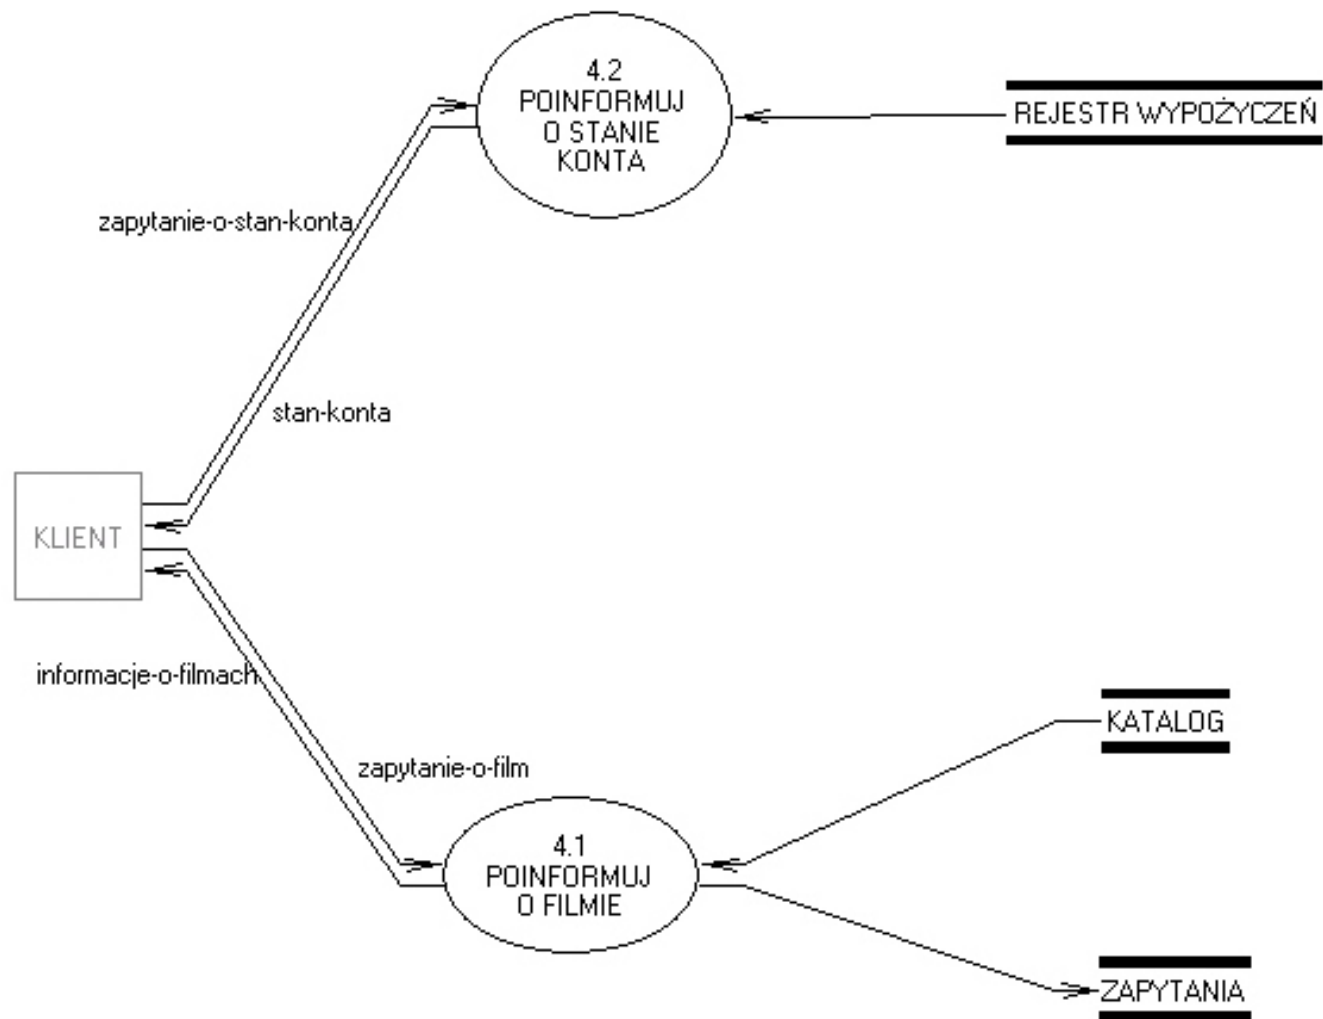 4.2
POINFORMUJ
O STANIE
KONTA
REJESTR WYPOŻYCZEŃ
zapytanie-o-stan-konta
stan-konta
KLIENT
informacje-o-filmach
KATALOG
zapytanie-o-film
4.1
POINFORMUJ
O FILMIE
ZAPYTANIA